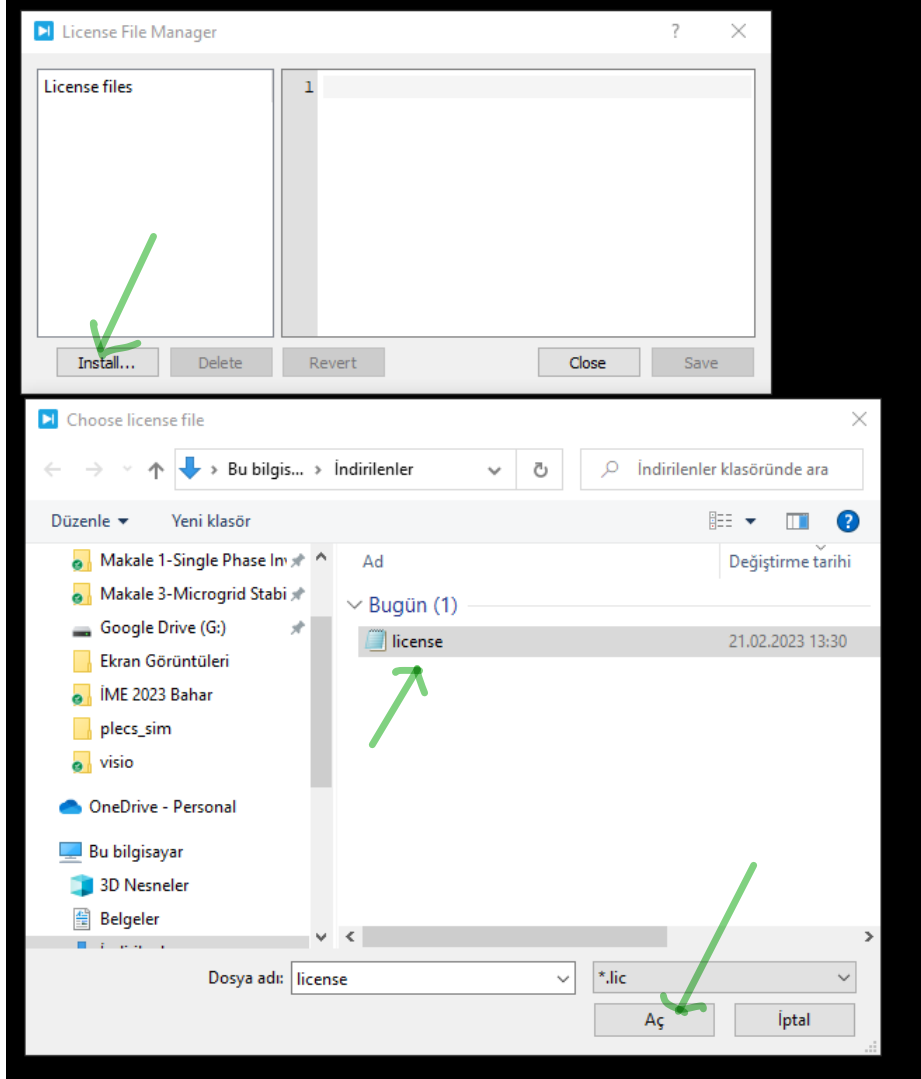 License File Manager
?
License files
1
Install...
Delete
Revert
Close
Save
Choose license file
Bu bilgis... › İndirilenler
İndirilenler klasöründe ara
Düzenle
Yeni klasör
?
Makale 1-Single Phase Inv
Makale 3-Microgrid Stabi
Google Drive (G:)
Ekran Görüntüleri
İME 2023 Bahar
plecs_sim
visio
OneDrive - Personal
Bu bilgisayar
3D Nesneler
Belgeler
Ad
Değiştirme tarihi
Bugün (1)
license
21.02.2023 13:30
Dosya adı:
license
*.lic
Aç
İptal